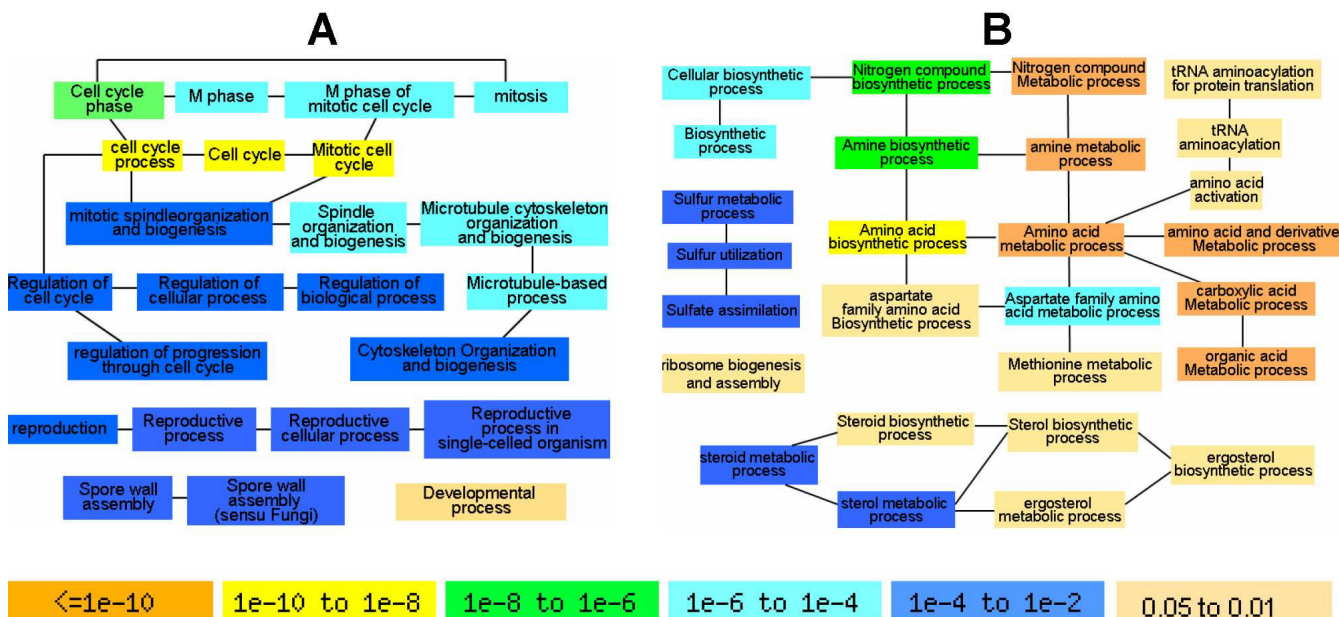 A
B
Cell cycle
phase
M phase
M phase of
mitotic cell cycle
mitosis
cell cycle
process
Cell cycle
Mitotic cell
cycle
mitotic spindleorganization
and biogenesis
Spindle
organization
and biogenesis
Microtubule cytoskeleton
organization
and biogenesis
Regulation of
cell cycle
Regulation of
cellular process
Regulation of
biological process
Microtubule-based
process
regulation of progression
through cell cycle
Cytoskeleton Organization
and biogenesis
reproduction
Reproductive
process
Reproductive
cellular process
Reproductive
process in
single-celled organism
Spore wall
assembly
Spore wall
assembly
(sensu Fungi)
Developmental
process
Cellular biosynthetic
process
Nitrogen compound
biosynthetic process
Nitrogen compound
Metabolic process
tRNA aminoacylation
for protein translation
Biosynthetic
process
Amine biosynthetic
process
amine metabolic
process
tRNA
aminoacylation
amino acid
activation
Sulfur metabolic
process
Amino acid
biosynthetic process
Amino acid
metabolic process
amino acid and derivative
Metabolic process
Sulfur utilization
Sulfate assimilation
aspartate
family amino acid
Biosynthetic process
Aspartate family amino
acid metabolic process
carboxylic acid
Metabolic process
ribosome biogenesis
and assembly
Methionine metabolic
process
organic acid
Metabolic process
Steroid biosynthetic
process
Sterol biosynthetic
process
steroid metabolic
process
ergosterol
biosynthetic process
sterol metabolic
process
ergosterol
metabolic process
<=1e-10
1e-10 to 1e-8
1e-8 to 1e-6
1e-6 to 1e-4
1e-4 to 1e-2
0.05 to 0.01